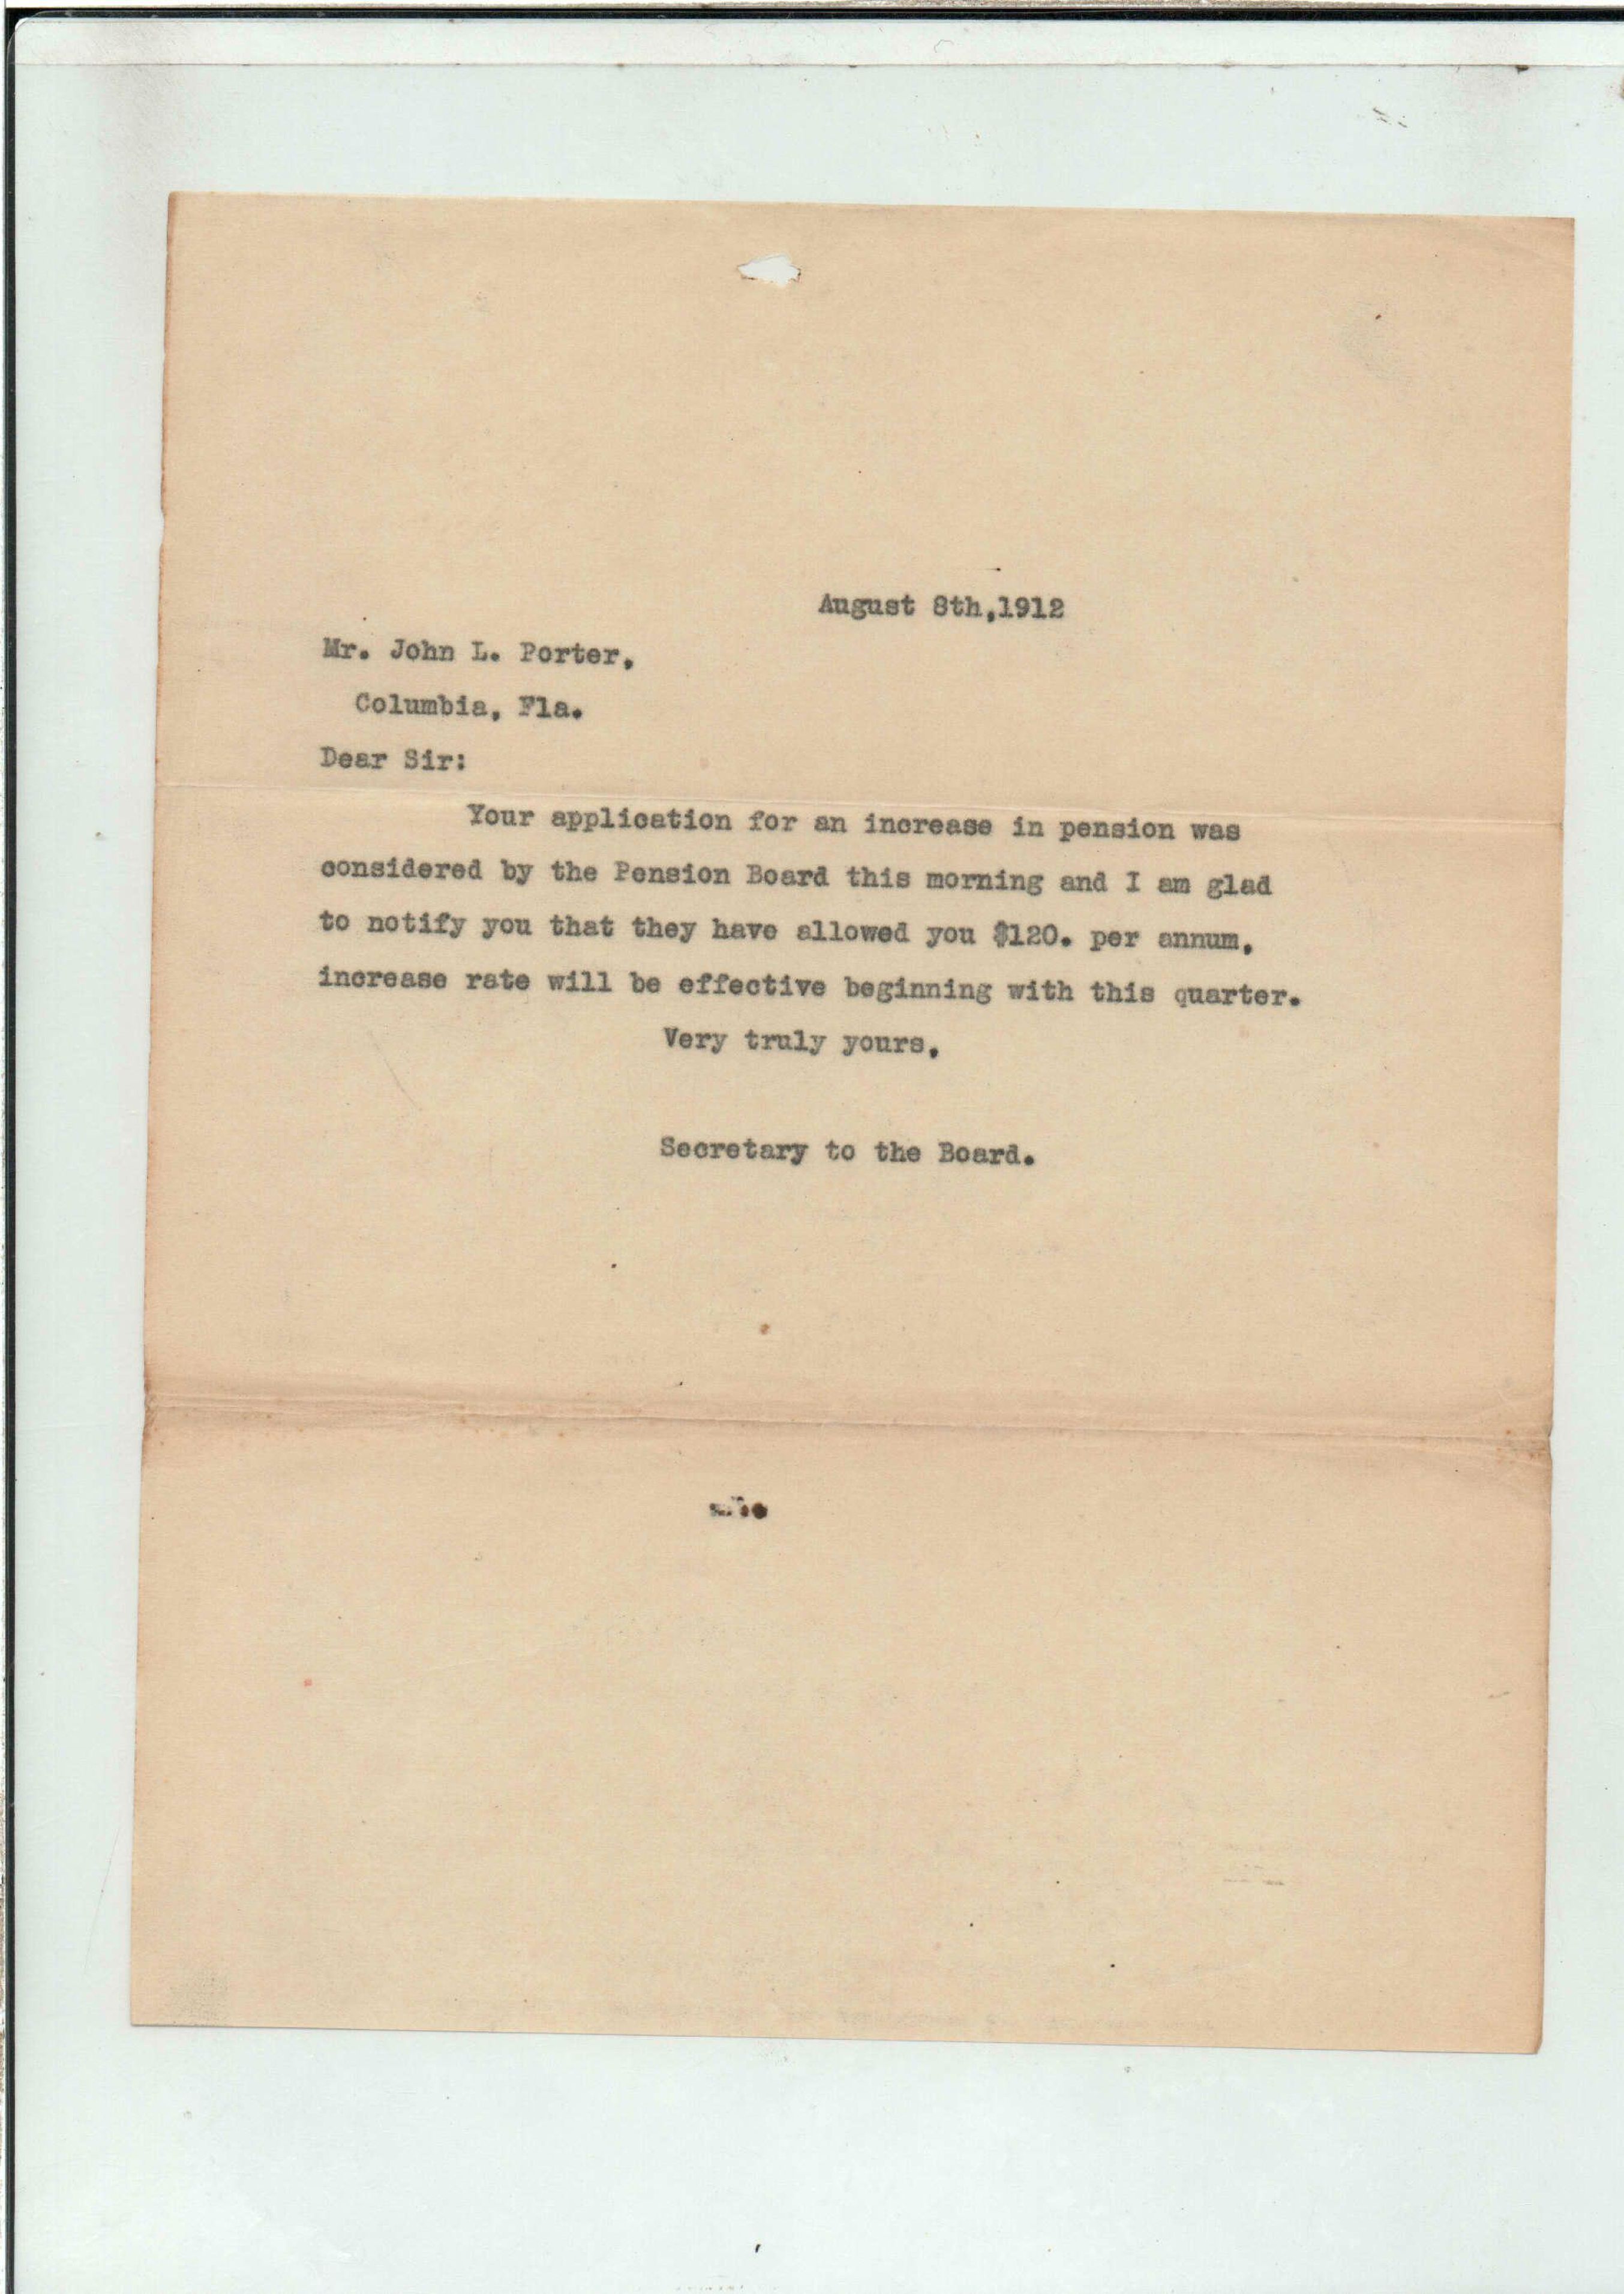 August 8th,1912
Mr. John L. Porter,
Columbia, Fla.
Dear Sir:
Your application for an increase in pension was
considered by the Pension Board this morning and I am glad
to notify you that they have allowed you $120. per annum,
increase rate will be effective beginning with this quarter.
Very truly yours,
Secretary to the Board.